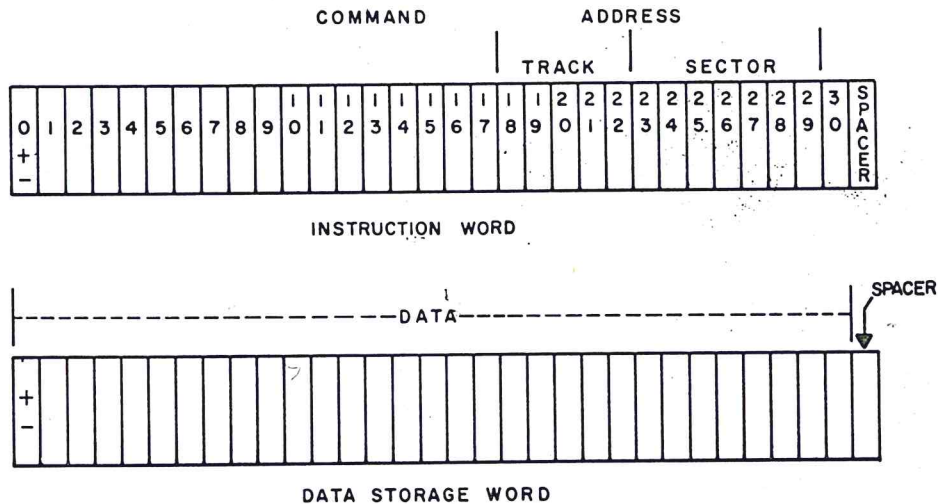 COMMAND ADDRESS
TRACK SECTOR
0 + - 1 2 3 4 5 6 7 8 9 10 11 12 13 14 15 16 17 18 19 20 21 22 23 24 25 26 27 28 29 30 SPACER
INSTRUCTION WORD
SPACER
DATA
+
-
DATA STORAGE WORD